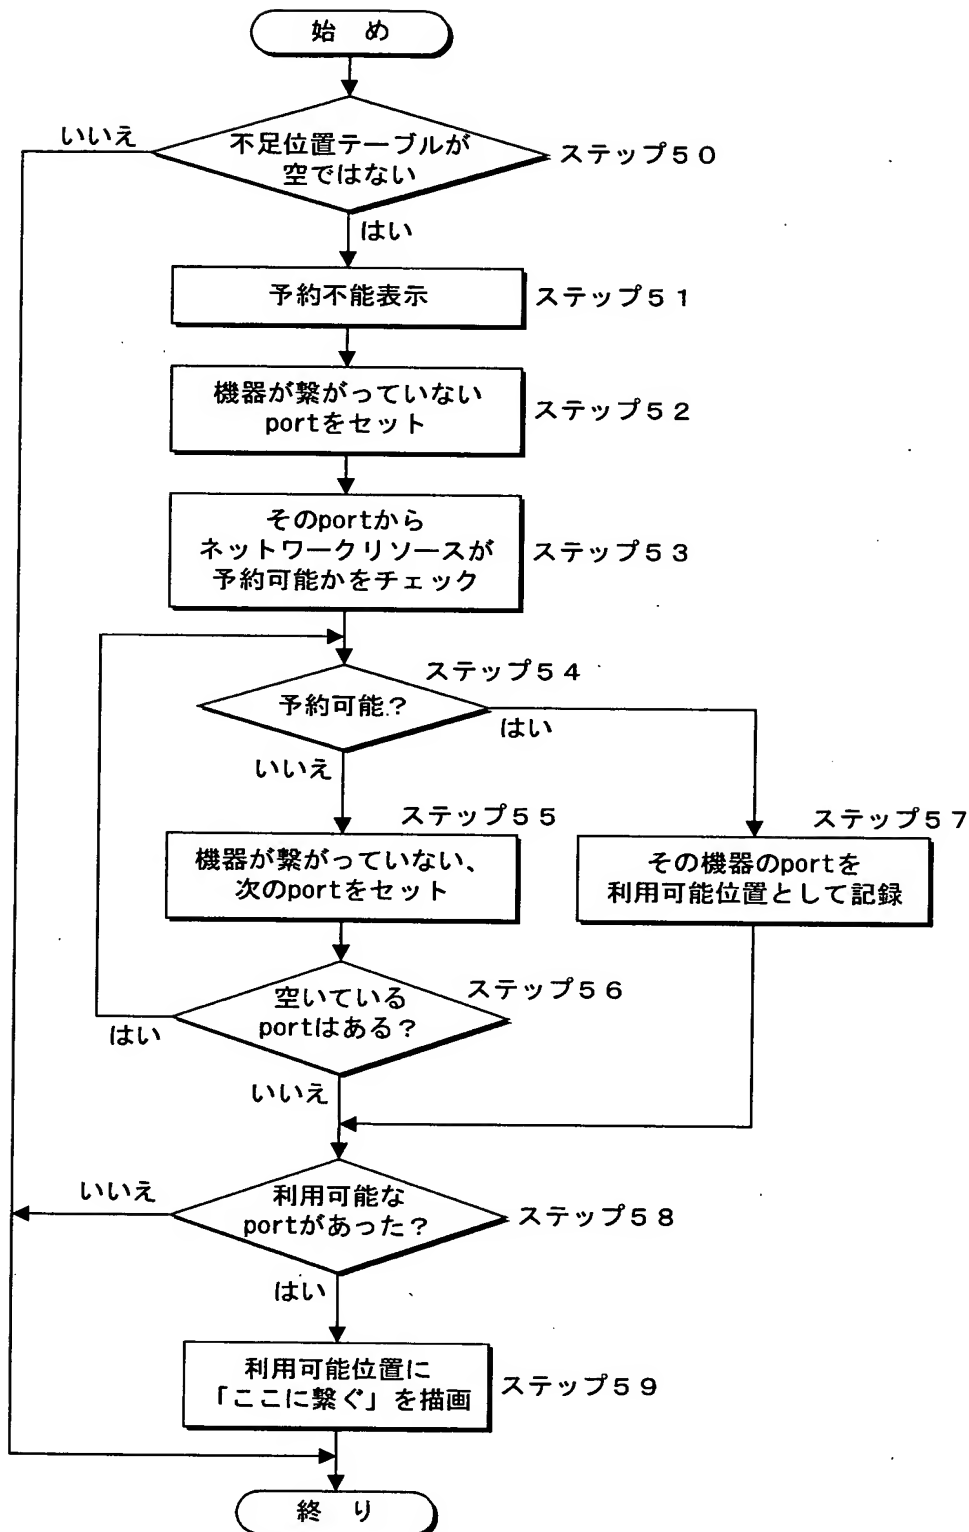 始　め
いいえ
不足位置テーブルが
空ではない
ステップ５０
はい
予約不能表示
ステップ５１
機器が繋がっていない
portをセット
ステップ５２
そのportから
ネットワークリソースが
予約可能かをチェック
ステップ５３
ステップ５４
予約可能？
はい
いいえ
ステップ５５
機器が繋がっていない、
次のportをセット
ステップ５７
その機器のportを
利用可能位置として記録
ステップ５６
空いている
portはある？
はい
いいえ
いいえ
利用可能な
portがあった？
ステップ５８
はい
利用可能位置に
「ここに繋ぐ」を描画
ステップ５９
終　り